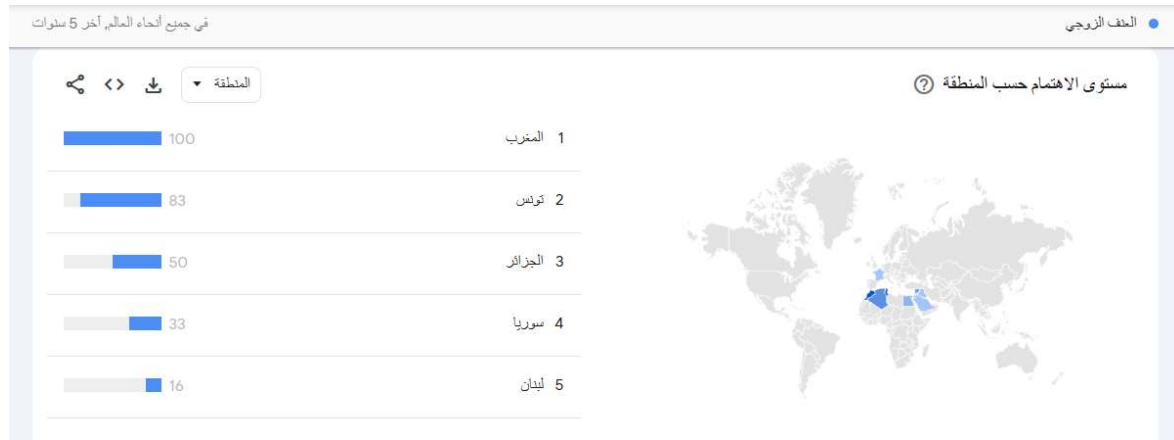 العنف الزوجي
في جميع أنحاء العالم, آخر 5 سنوات
مستوى الاهتمام حسب المنطقة
المنطقة
1 المغرب 100
2 تونس 83
3 الجزائر 50
4 سوريا 33
5 لبنان 16